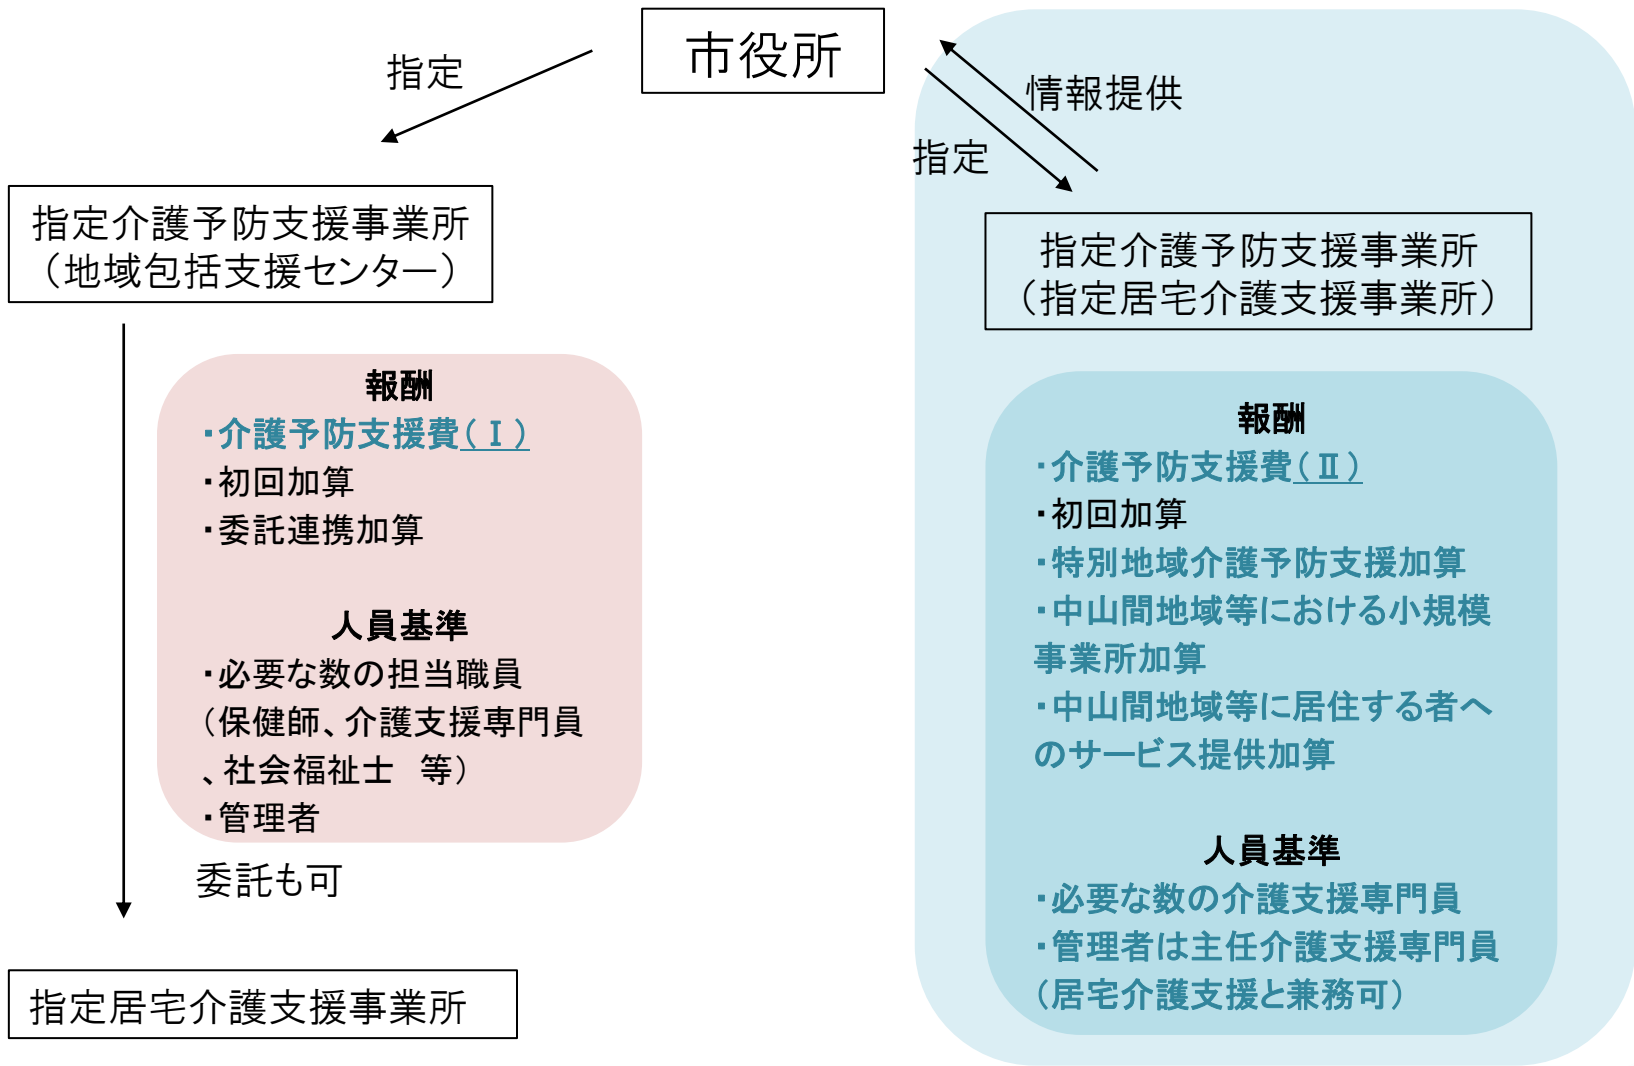 市役所
指定
情報提供
指定
指定介護予防支援事業所
（地域包括支援センター）
報酬
・介護予防支援費（Ⅰ）
・初回加算
・委託連携加算
人員基準
・必要な数の担当職員
（保健師、介護支援専門員
、社会福祉士　等）
・管理者
委託も可
指定居宅介護支援事業所
指定介護予防支援事業所
（指定居宅介護支援事業所）
報酬
・介護予防支援費（Ⅱ）
・初回加算
・特別地域介護予防支援加算
・中山間地域等における小規模
事業所加算
・中山間地域等に居住する者へ
のサービス提供加算
人員基準
・必要な数の介護支援専門員
・管理者は主任介護支援専門員
（居宅介護支援と兼務可）